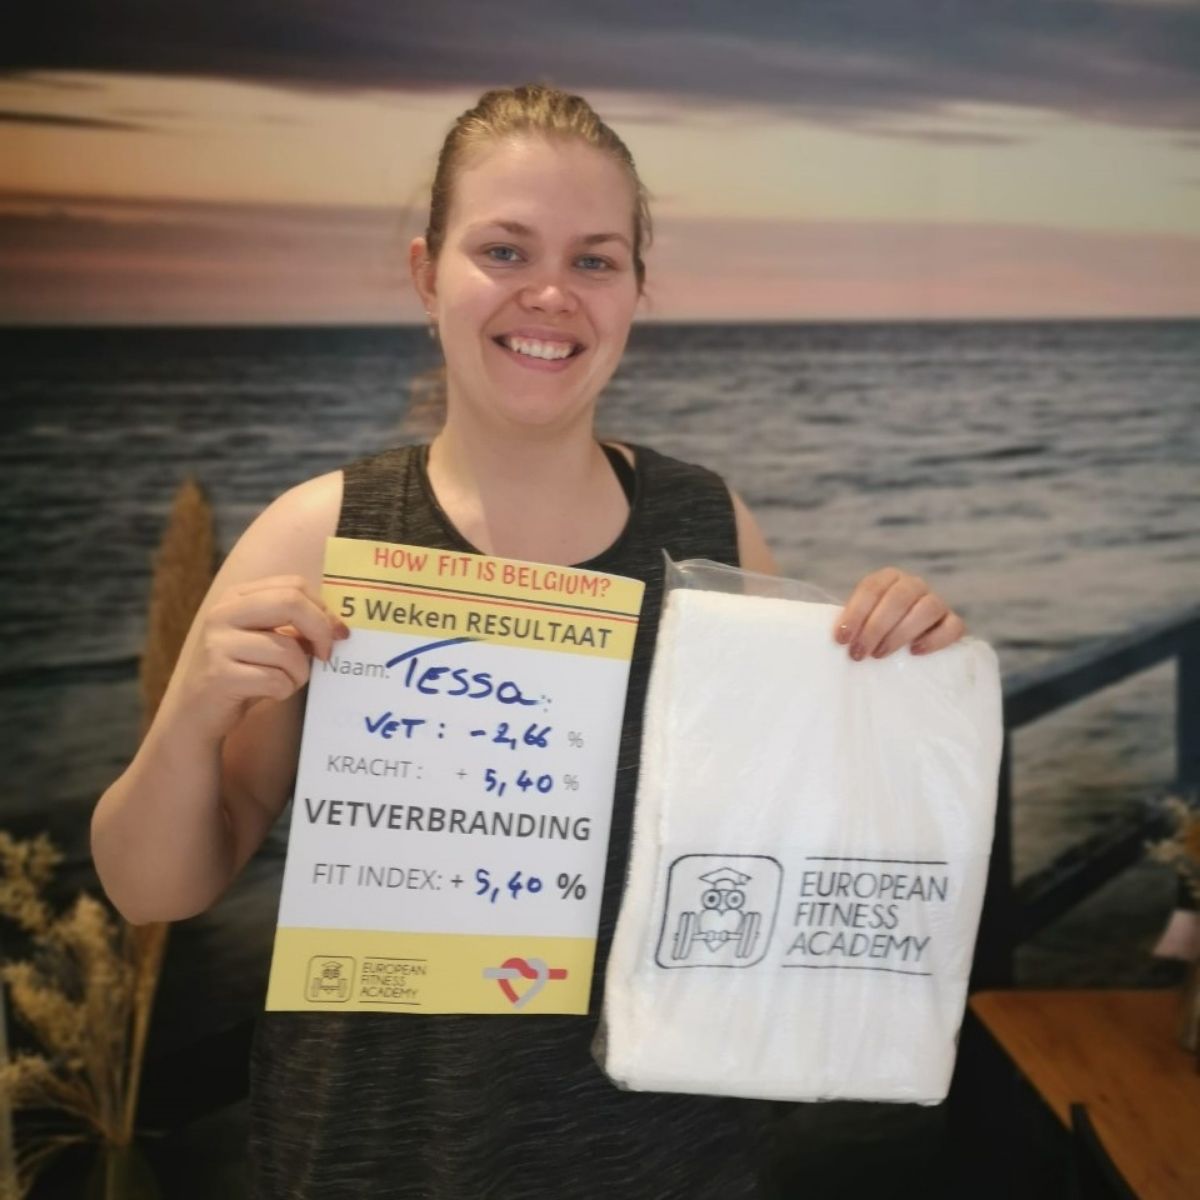 HOW FIT IS BELGIUM?
5 Weken RESULTAAT
Naam: Tessa
VET : -2,66 %
KRACHT : + 5,40 %
VETVERBRANDING
FIT INDEX: + 5,40 %
EUROPEAN
FITNESS
ACADEMY
EUROPEAN
FITNESS
ACADEMY